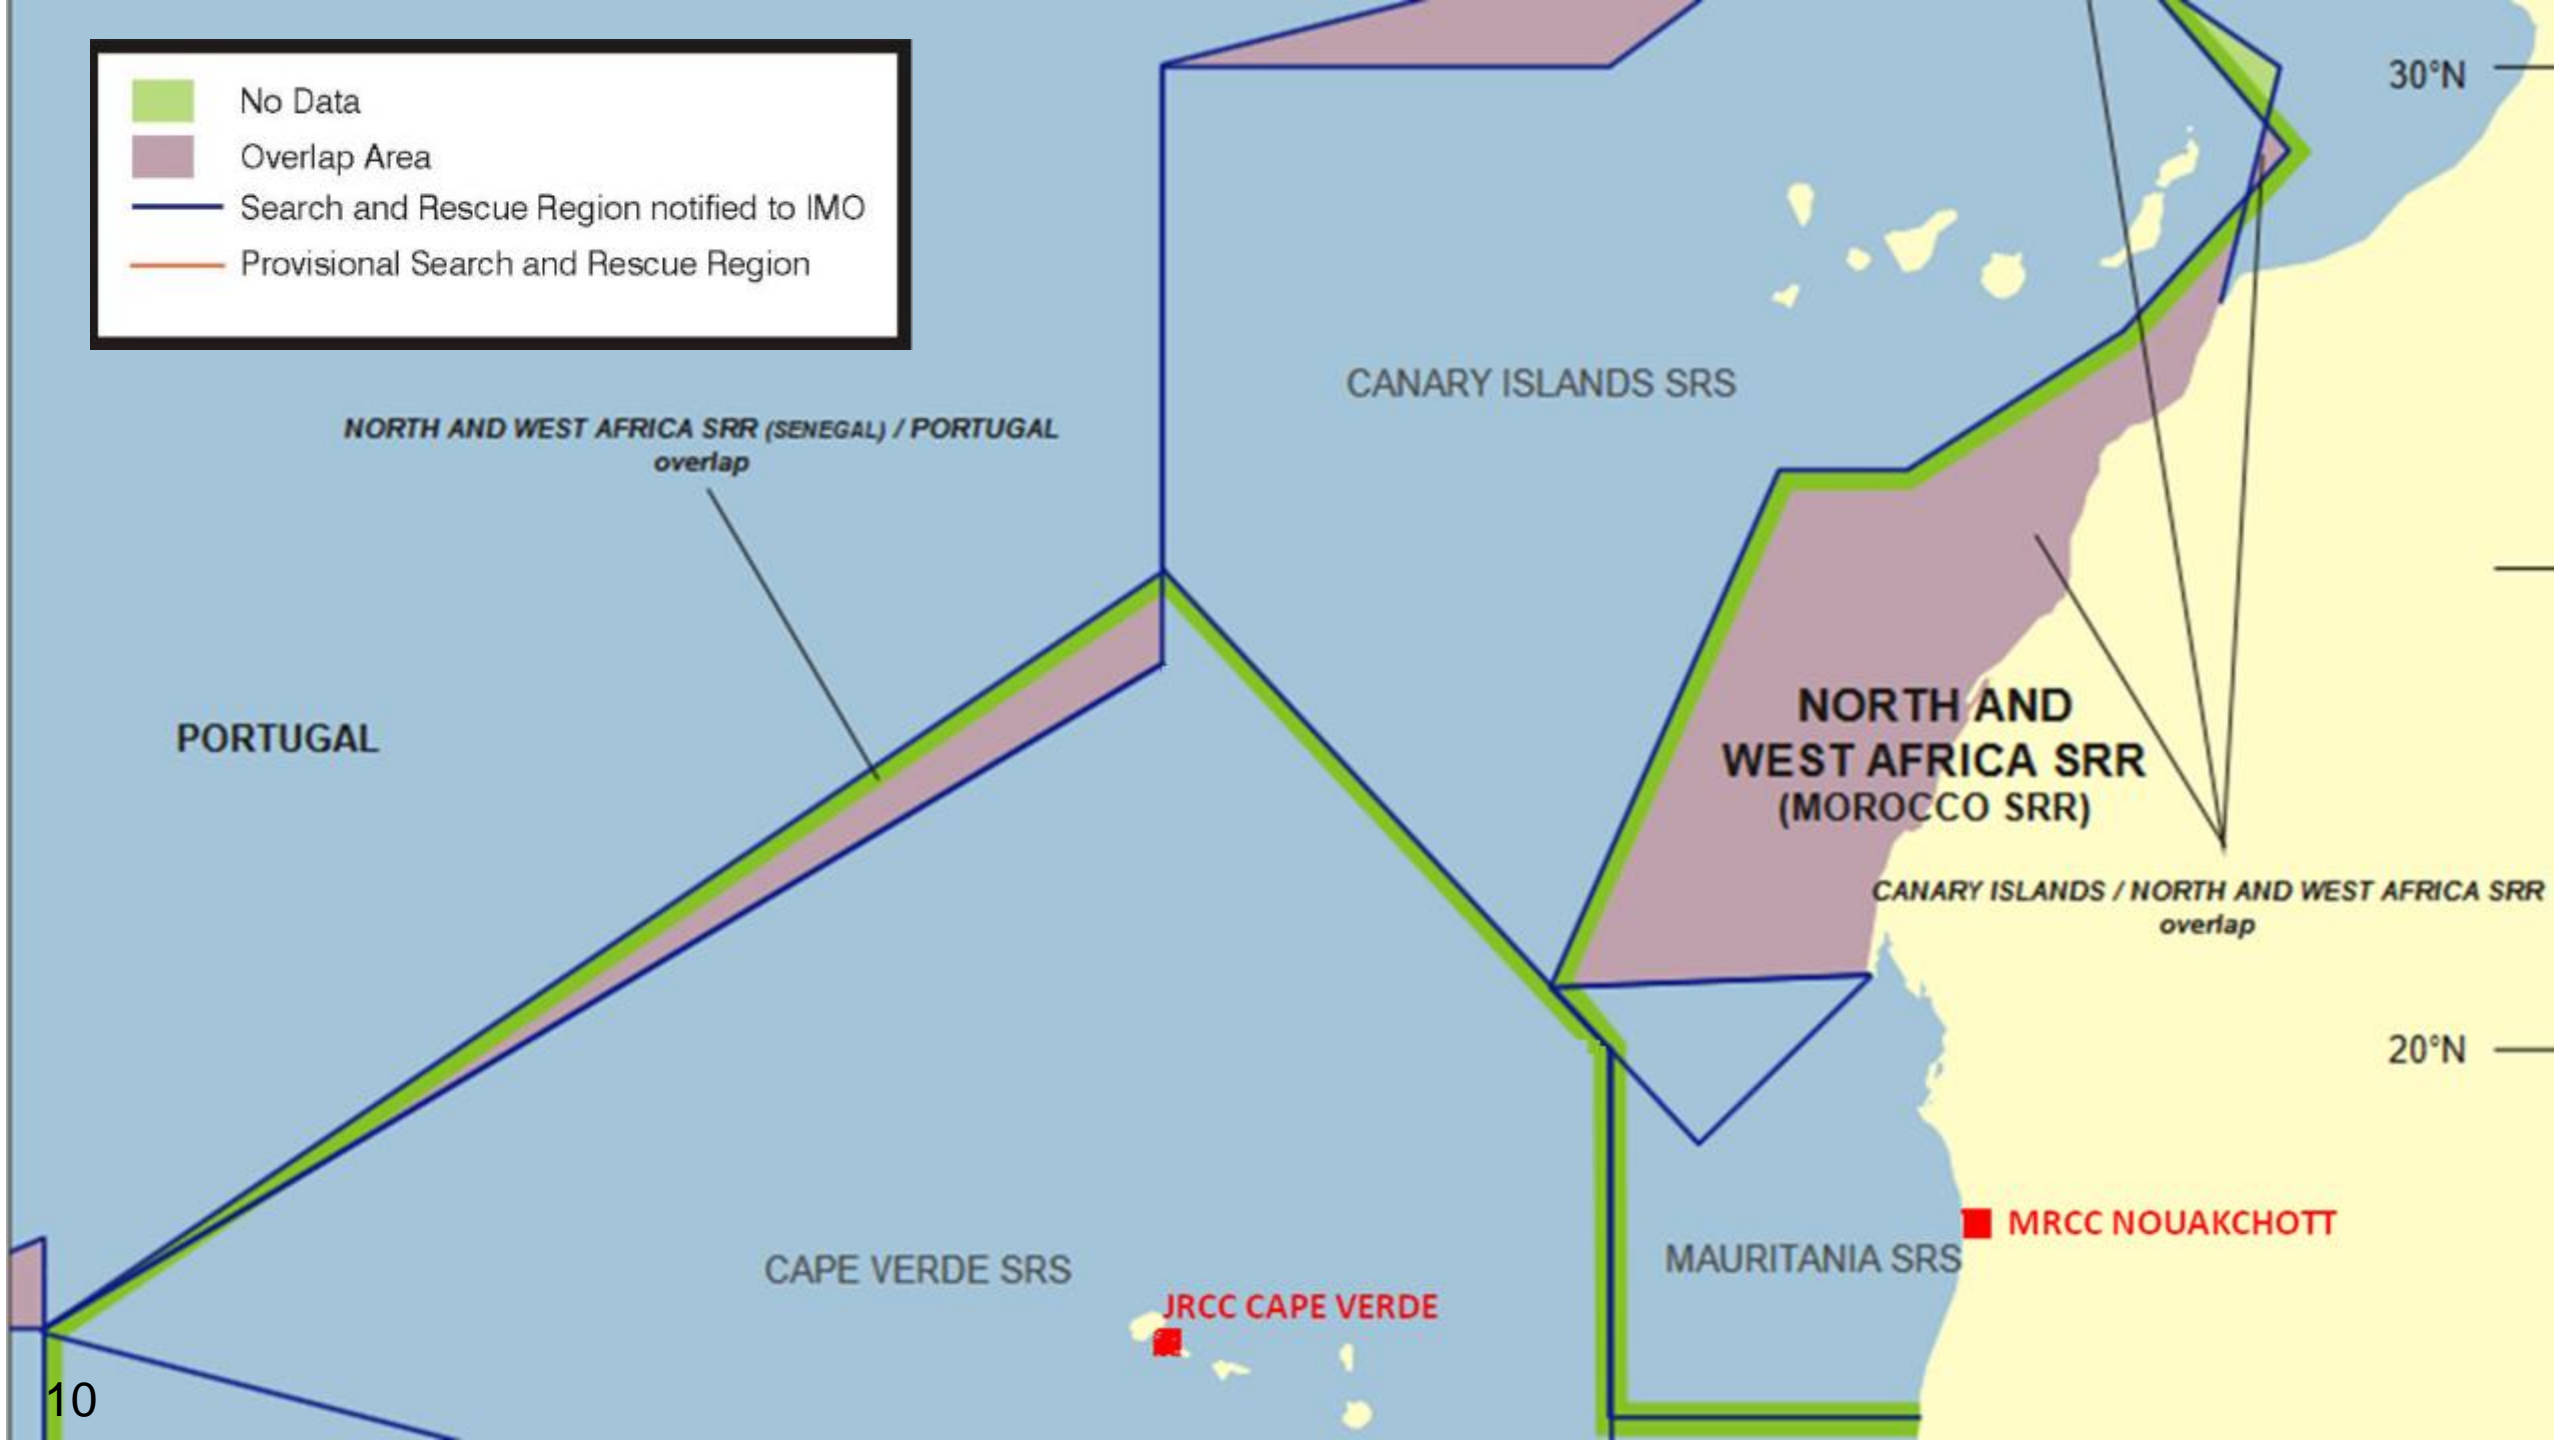 30°N
No Data
Overlap Area
Search and Rescue Region notified to IMO
Provisional Search and Rescue Region
CANARY ISLANDS SRS
NORTH AND WEST AFRICA SRR (SENEGAL) / PORTUGAL
overlap
PORTUGAL
NORTH AND
WEST AFRICA SRR
(MOROCCO SRR)
CANARY ISLANDS / NORTH AND WEST AFRICA SRR
overlap
20°N
MRCC NOUAKCHOTT
MAURITANIA SRS
CAPE VERDE SRS
JRCC CAPE VERDE
10